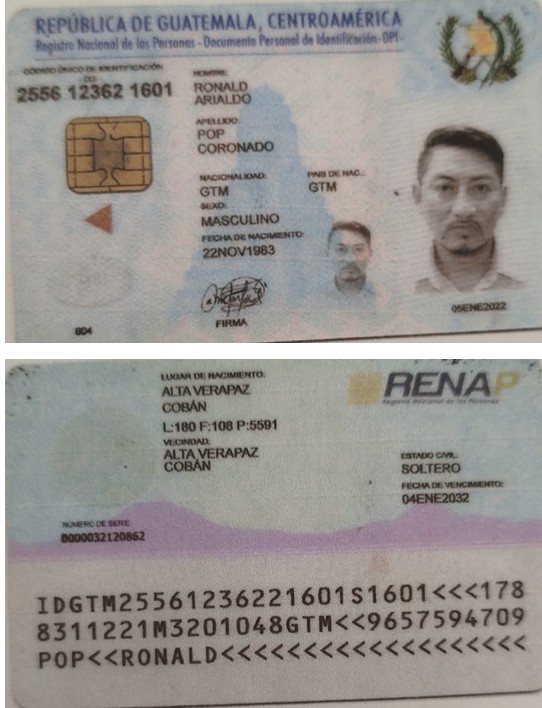 REPÚBLICA DE GUATEMALA, CENTROAMÉRICA
Registro Nacional de las Personas - Documento Personal de Identificación - DPI -
CÓDIGO ÚNICO DE IDENTIFICACIÓN
CUI
2556 12362 1601
NOMBRE:
RONALD
ARIALDO
APELLIDO:
POP
CORONADO
NACIONALIDAD: PAIS DE NAC.:
GTM GTM
SEXO:
MASCULINO
FECHA DE NACIMIENTO:
22NOV1983
FIRMA
004
05ENE2022
LUGAR DE NACIMIENTO:
ALTA VERAPAZ
COBÁN
L:180 F:108 P:5591
VECINDAD:
ALTA VERAPAZ
COBÁN
NÚMERO DE SERIE
0000032120862
RENAP
Registro Nacional de las Personas
ESTADO CIVIL:
SOLTERO
FECHA DE VENCIMIENTO:
04ENE2032
IDGTM25561236221601S1601<<<178
8311221M3201048GTM<<9657594709
POP<<RONALD<<<<<<<<<<<<<<<<<<<